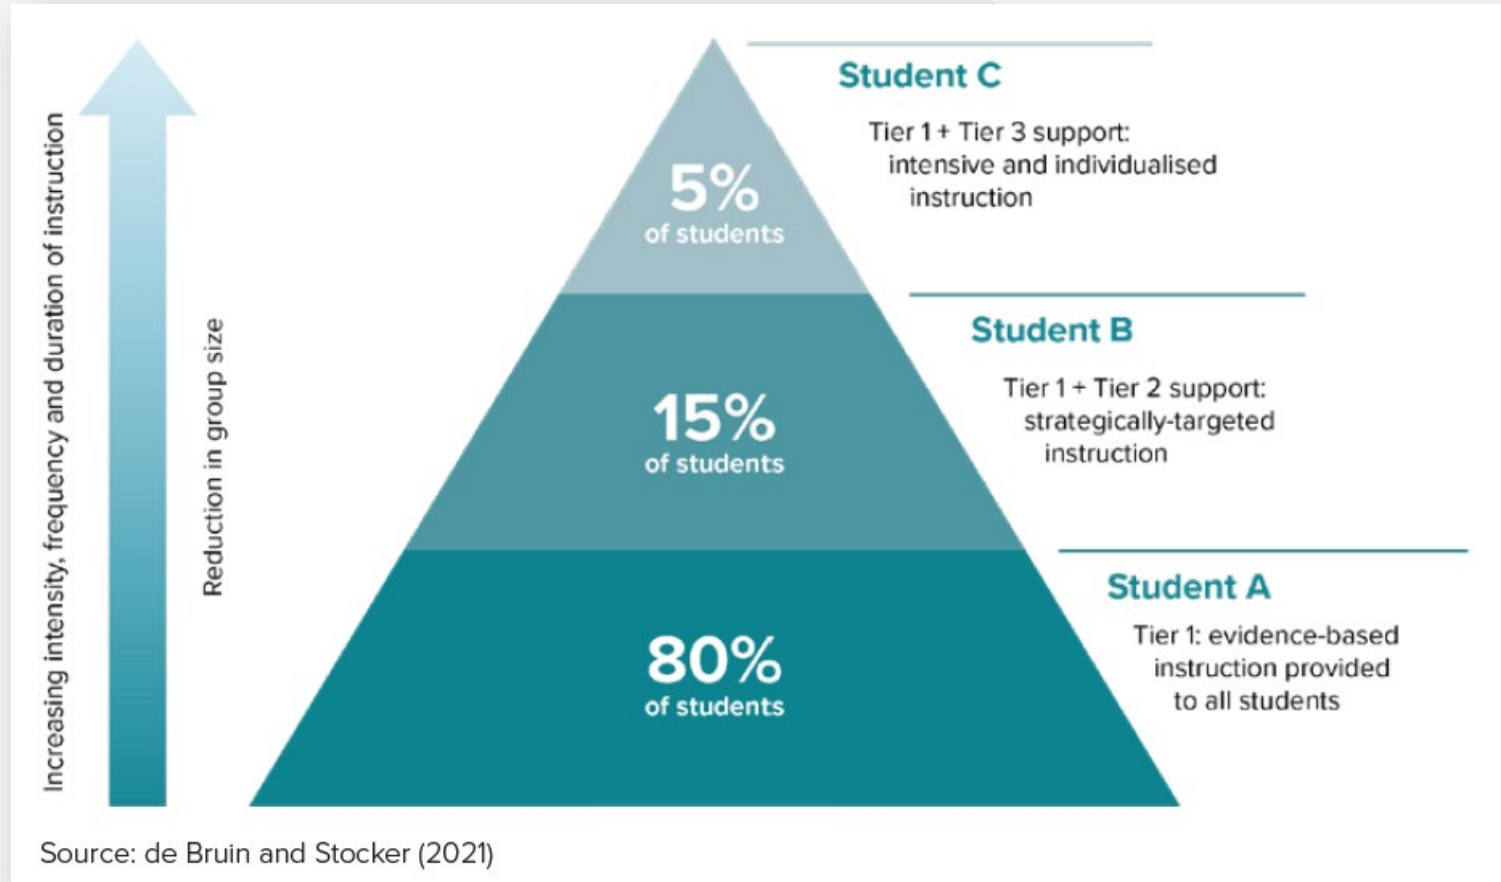 Increasing intensity, frequency and duration of instruction
Reduction in group size
5%
of students
Student C
Tier 1 + Tier 3 support:
intensive and individualised
instruction
15%
of students
Student B
Tier 1 + Tier 2 support:
strategically-targeted
instruction
80%
of students
Student A
Tier 1: evidence-based
instruction provided
to all students
Source: de Bruin and Stocker (2021)